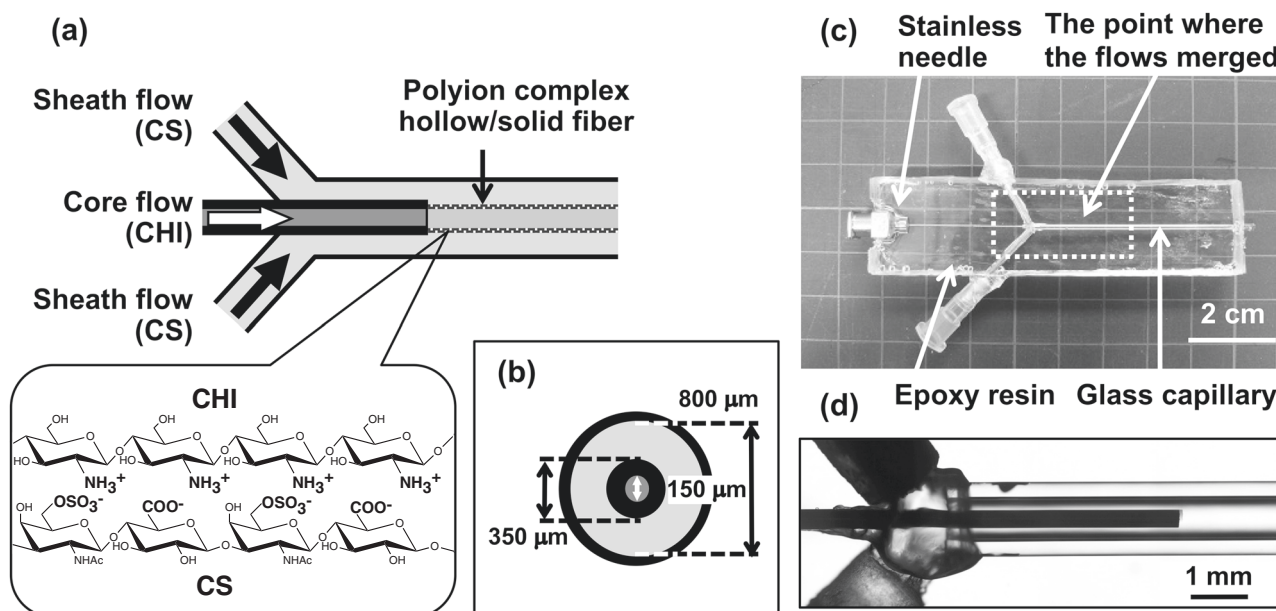 (a)
Sheath flow
(CS)
Core flow
(CHI)
Sheath flow
(CS)
Polyion complex
hollow/solid fiber
CHI
OH OH OH OH
O O O O O O O O
HO HO HO HO
NH3+ NH3+ NH3+ NH3+
OSO3- COO- OSO3- COO-
OH OH
O O O O O O O O
HO HO
NHAc OH NHAc OH
CS
(b)
800 µm
150 µm
350 µm
(c)
Stainless
needle
The point where
the flows merged
2 cm
Epoxy resin Glass capillary
(d)
1 mm